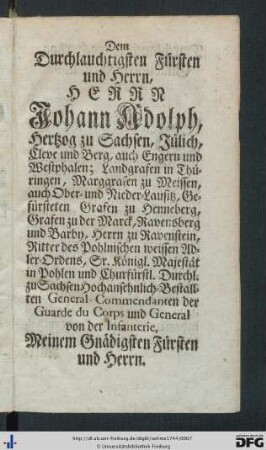 Dem
Durchlauchtigsten Fürsten
und Herrn,
HERRN
Johann Adolph,
Hertzog zu Sachsen, Jülich,
Cleve und Berg, auch Engern und
Westphalen; Landgrafen in Thü-
ringen, Marggrafen zu Meissen,
auch Ober- und Nieder-Lausitz, Ge-
fürsteten Grafen zu Henneberg,
Grafen zu der Marck, Ravensberg
und Barby, Herrn zu Ravenstein,
Ritter des Pohlnischen weissen Ad-
ler-Ordens, Sr. Königl. Majestät
in Pohlen und Churfürstl. Durchl.
zu Sachsen Hochansehnlich-Bestall-
ten General-Commendanten der
Guarde du Corps und General
von der Infanterie,
Meinem Gnädigsten Fürsten
und Herrn.
© Universitätsbibliothek Freiburg
DFG